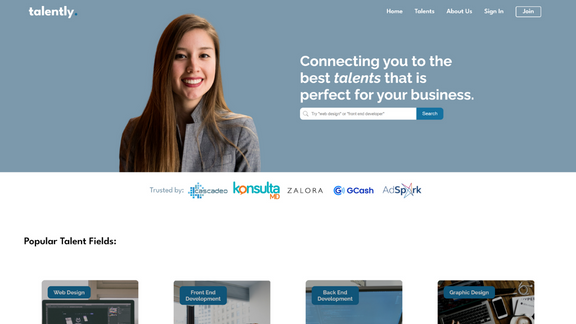 talently.
Home Talents About Us Sign In Join
Connecting you to the
best talents that is
perfect for your business.
Try "web design" or "front end developer" Search
Trusted by: cascadeo konsulta MD ZALORA GCash AdSpark
Popular Talent Fields:
Web Design
Front End
Development
Back End
Development
Graphic Design